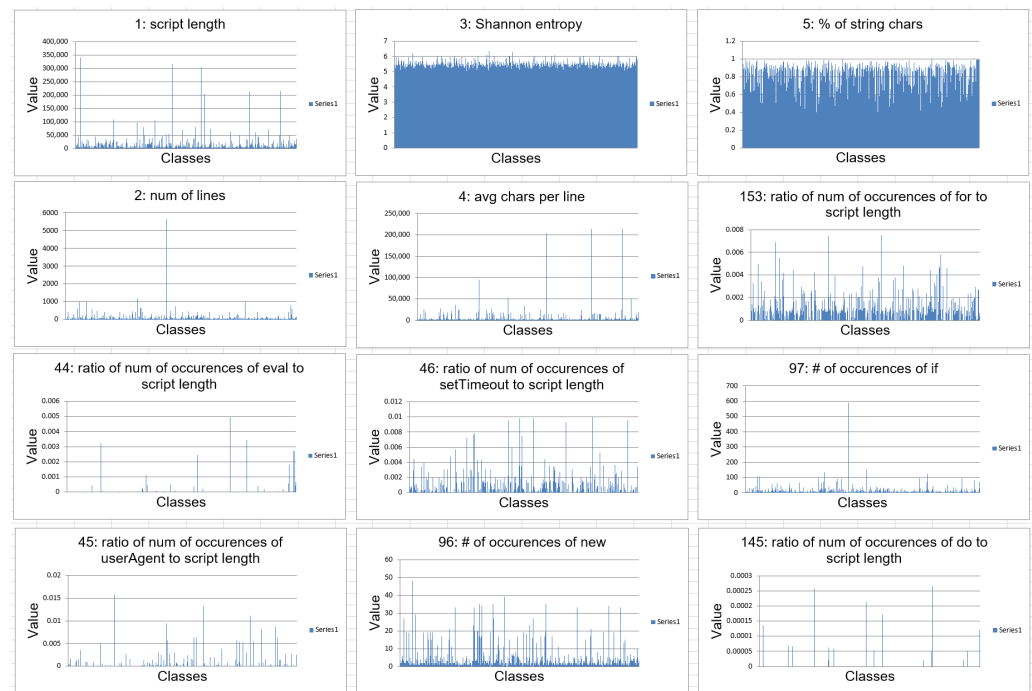 1: script length
400,000
350,000
300,000
250,000
200,000
150,000
100,000
50,000
0
Value
Classes
Series1
3: Shannon entropy
7
6
5
4
3
2
1
0
Value
Classes
Series1
5: % of string chars
1.2
1
0.8
0.6
0.4
0.2
0
Value
Classes
Series1
2: num of lines
6000
5000
4000
3000
2000
1000
0
Value
Classes
Series1
4: avg chars per line
250,000
200,000
150,000
100,000
50,000
0
Value
Classes
Series1
153: ratio of num of occurences of for to
script length
0.008
0.006
0.004
0.002
0
Value
Classes
Series1
44: ratio of num of occurences of eval to
script length
0.006
0.005
0.004
0.003
0.002
0.001
0
Value
Classes
Series1
46: ratio of num of occurences of
setTimeout to script length
0.012
0.01
0.008
0.006
0.004
0.002
0
Value
Classes
Series1
97: # of occurences of if
700
600
500
400
300
200
100
0
Value
Classes
Series1
45: ratio of num of occurences of
userAgent to script length
0.02
0.015
0.01
0.005
0
Value
Classes
Series1
96: # of occurences of new
60
50
40
30
20
10
0
Value
Classes
Series1
145: ratio of num of occurences of do to
script length
0.0003
0.00025
0.0002
0.00015
0.0001
0.00005
0
Value
Classes
Series1